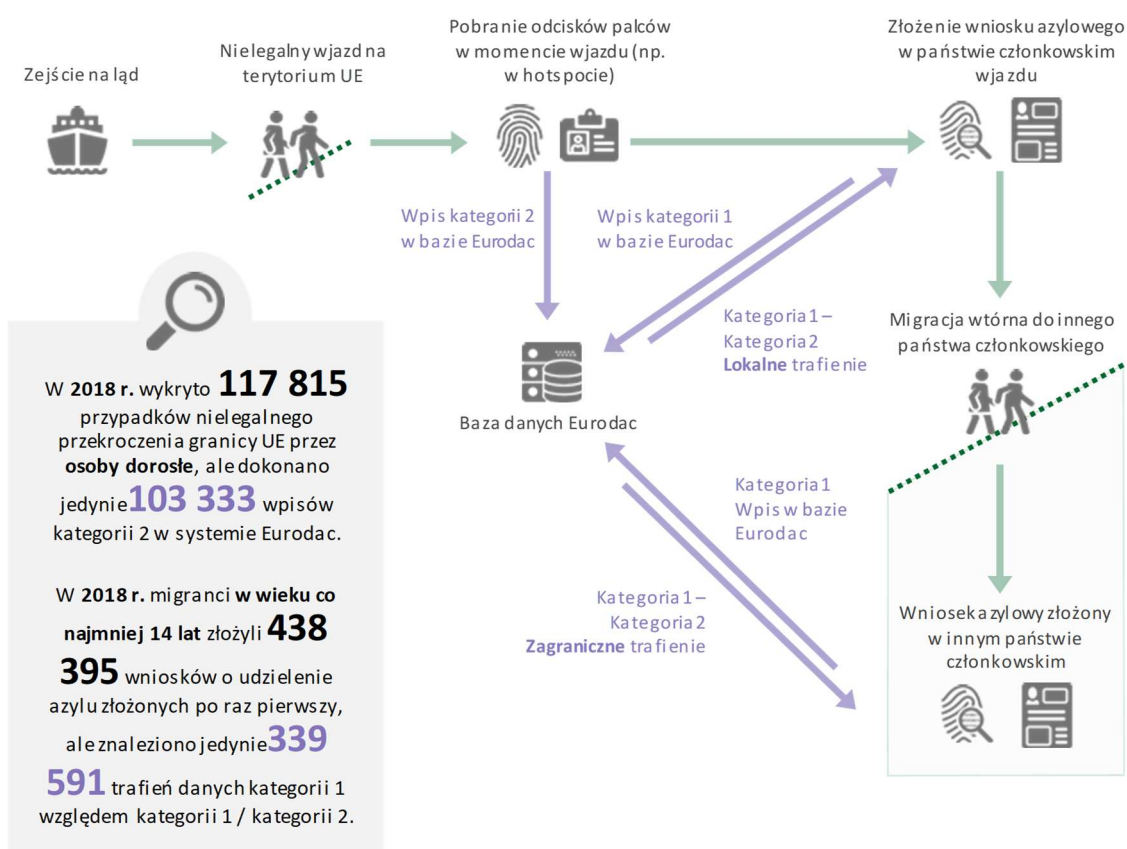 Zejście na ląd
Nielegalny wjazd na
terytorium UE
Pobranie odcisków palców
w momencie wjazdu (np.
w hotspocie)
Złożenie wniosku azylowego
w państwie członkowskim
wjazdu
Wpis kategorii 2
w bazie Eurodac
Wpis kategorii 1
w bazie Eurodac
Kategoria 1 –
Kategoria 2
Lokalne trafienie
Migracja wtórna do innego
państwa członkowskiego
Baza danych Eurodac
Kategoria 1
Wpis w bazie
Eurodac
Kategoria 1 –
Kategoria 2
Zagraniczne trafienie
Wniosek azylowy złożony
w innym państwie
członkowskim
W 2018 r. wykryto 117 815
przypadków nielegalnego
przekroczenia granicy UE przez
osoby dorosłe, ale dokonano
jedynie 103 333 wpisów
kategorii 2 w systemie Eurodac.
W 2018 r. migranci w wieku co
najmniej 14 lat złożyli 438
395 wniosków o udzielenie
azylu złożonych po raz pierwszy,
ale znaleziono jedynie 339
591 trafień danych kategorii 1
względem kategorii 1 / kategorii 2.